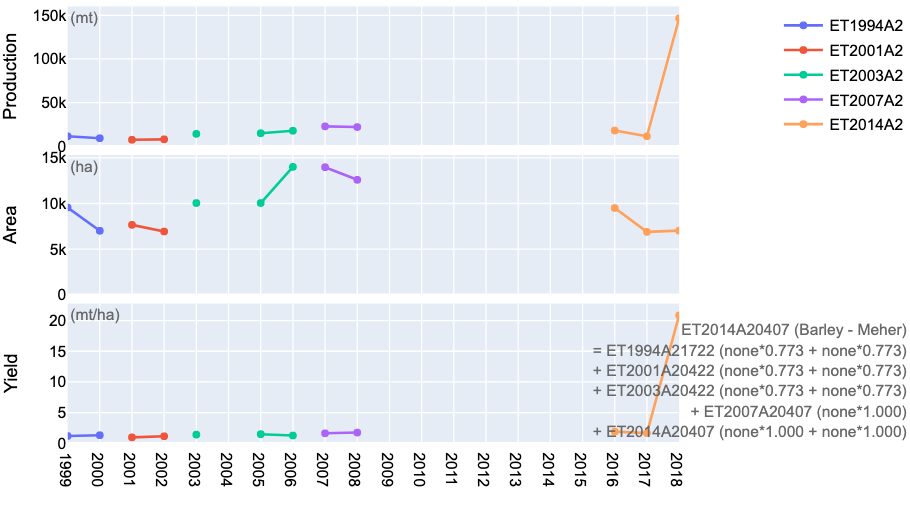 150k
(mt)
100k
50k
0
Production
15k
(ha)
10k
5k
0
Area
(mt/ha)
20
15
10
5
0
Yield
1999
2000
2001
2002
2003
2004
2005
2006
2007
2008
2009
2010
2011
2012
2013
2014
2015
2016
2017
2018
ET1994A2
ET2001A2
ET2003A2
ET2007A2
ET2014A2
ET2014A20407 (Barley - Meher)
= ET1994A21722 (none*0.773 + none*0.773)
+ ET2001A20422 (none*0.773 + none*0.773)
+ ET2003A20422 (none*0.773 + none*0.773)
+ ET2007A20407 (none*1.000)
+ ET2014A20407 (none*1.000 + none*1.000)